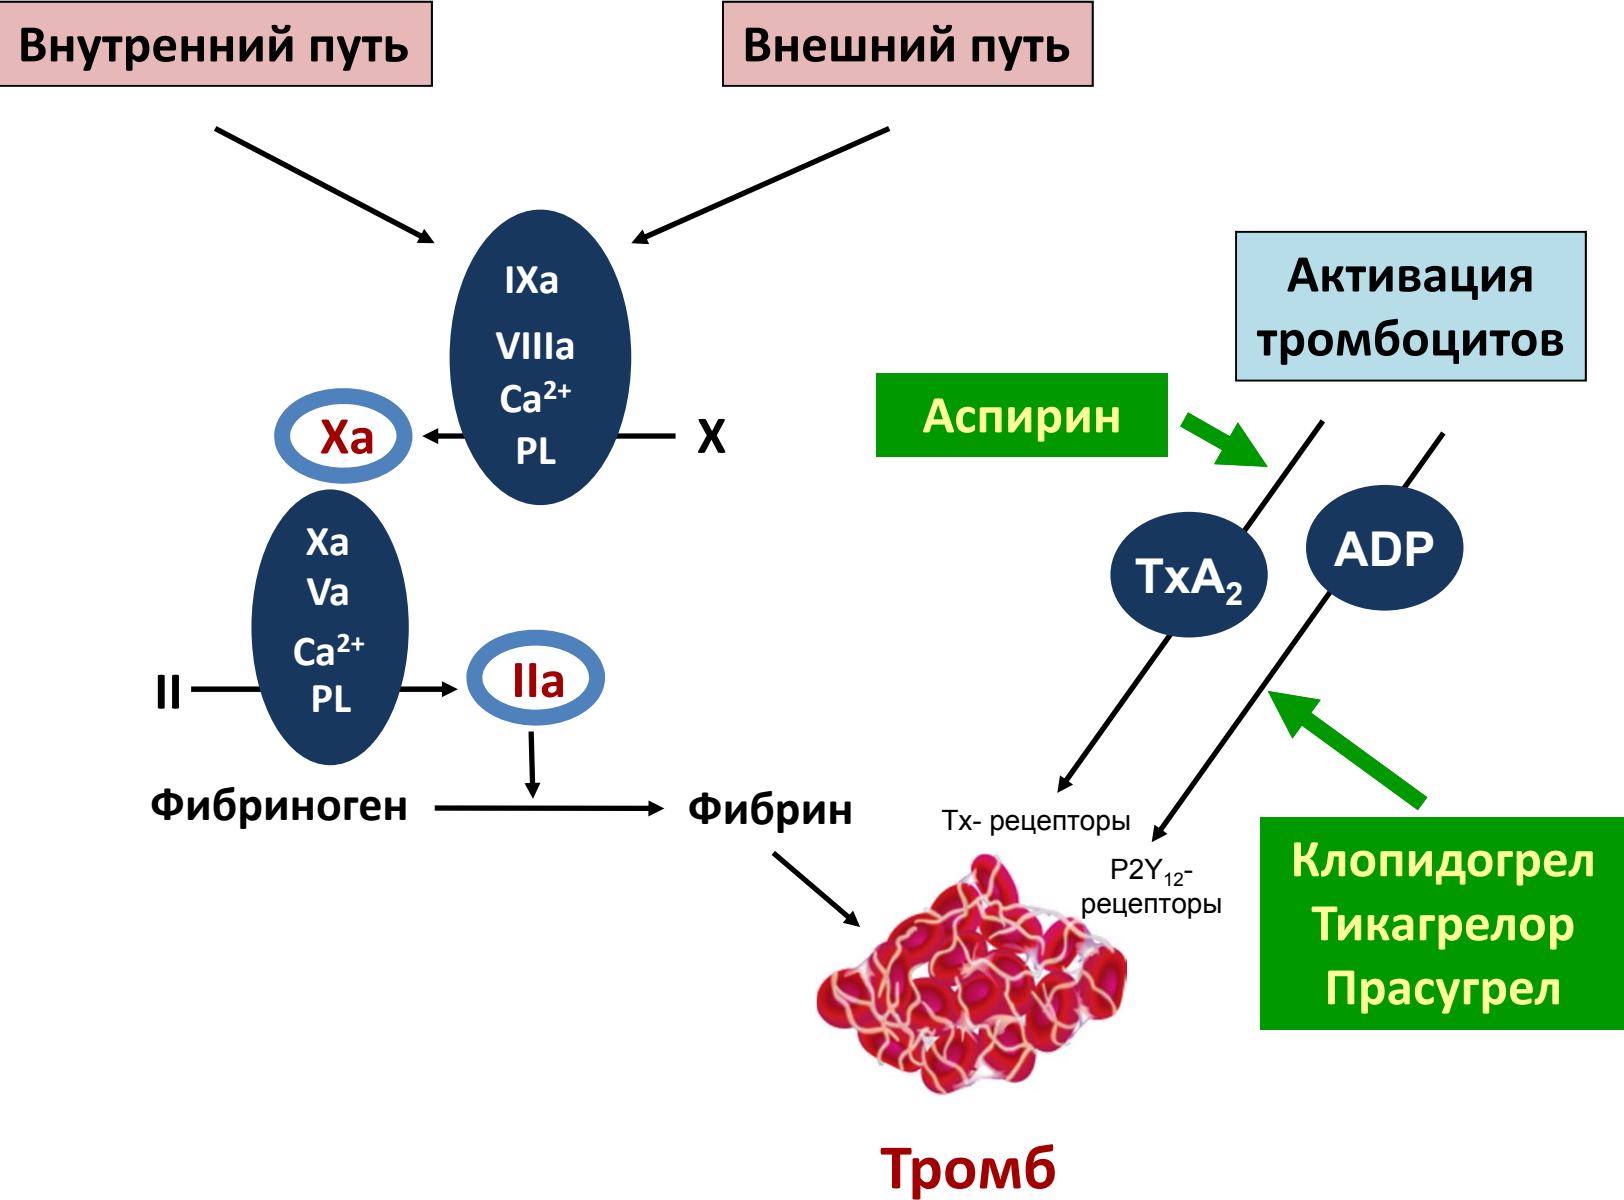 Внутренний путь
Внешний путь
IXa
VIIIa
Ca²⁺
PL
Xa
X
Xa
Va
Ca²⁺
PL
II
IIa
Фибриноген
Фибрин
Активация
тромбоцитов
Аспирин
TxA₂
ADP
Tx- рецепторы
P2Y₁₂-
рецепторы
Клопидогрел
Тикагрелор
Прасугрел
Тромб